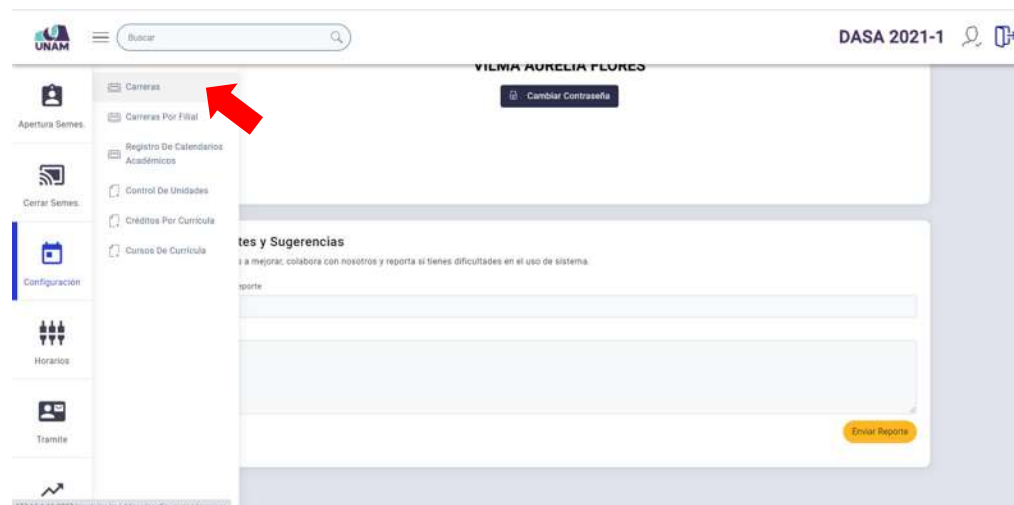 UNAM
Buscar
DASA 2021-1
VILMA AURELIA FLORES
Cambiar Contraseña
Apertura Semes.
Cerrar Semes.
Configuración
Horarios
Tramite
Carreras
Carreras Por Filial
Registro De Calendarios
Académicos
Control De Unidades
Créditos Por Currícula
Cursos De Currícula
tes y Sugerencias
a mejorar, colabora con nosotros y reporta si tienes dificultades en el uso de sistema.
eporte
Enviar Reporte